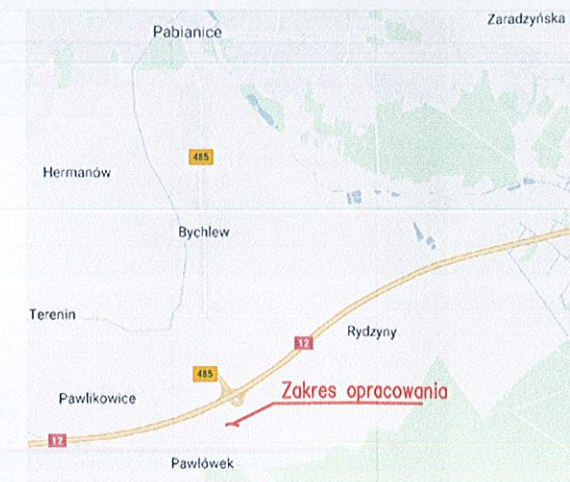 Zaradzyńska
Pabianice
485
Hermanów
Bychlew
Terenin
12
Rydzyny
485
Zakres opracowania
Pawlikowice
12
Pawłówek